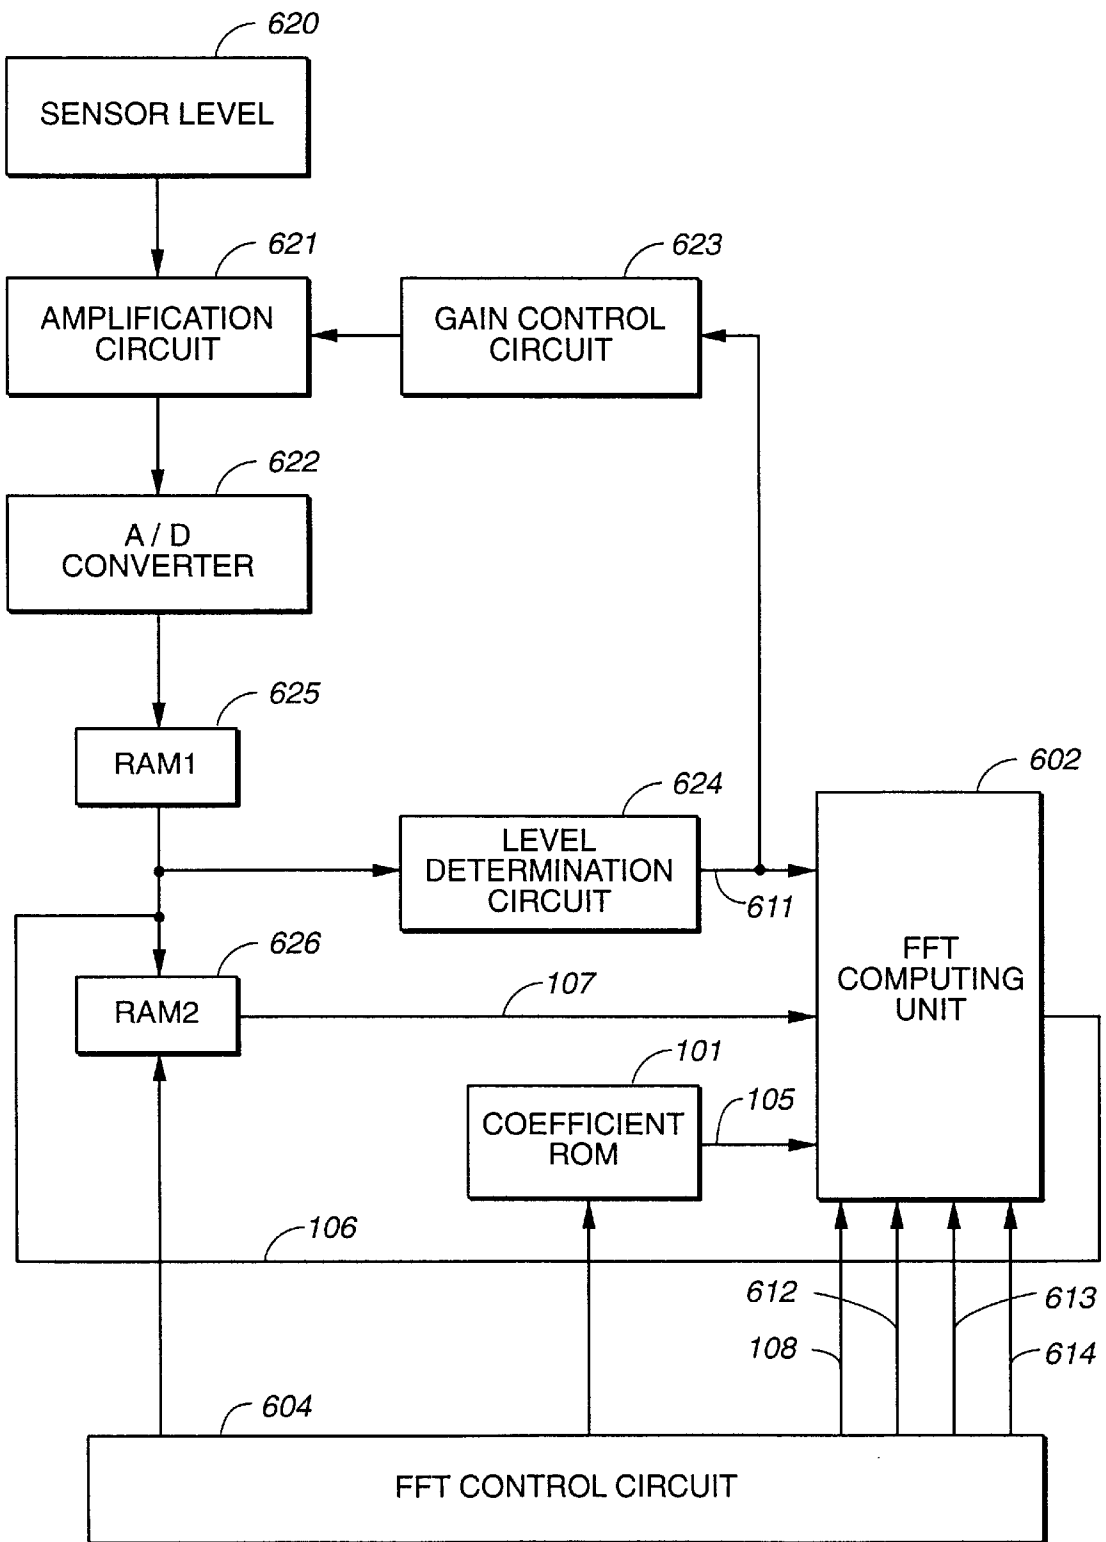 620
SENSOR LEVEL
621
AMPLIFICATION
CIRCUIT
623
GAIN CONTROL
CIRCUIT
622
A / D
CONVERTER
625
RAM1
624
LEVEL
DETERMINATION
CIRCUIT
611
602
FFT
COMPUTING
UNIT
626
RAM2
107
101
COEFFICIENT
ROM
105
106
612
108
613
614
604
FFT CONTROL CIRCUIT